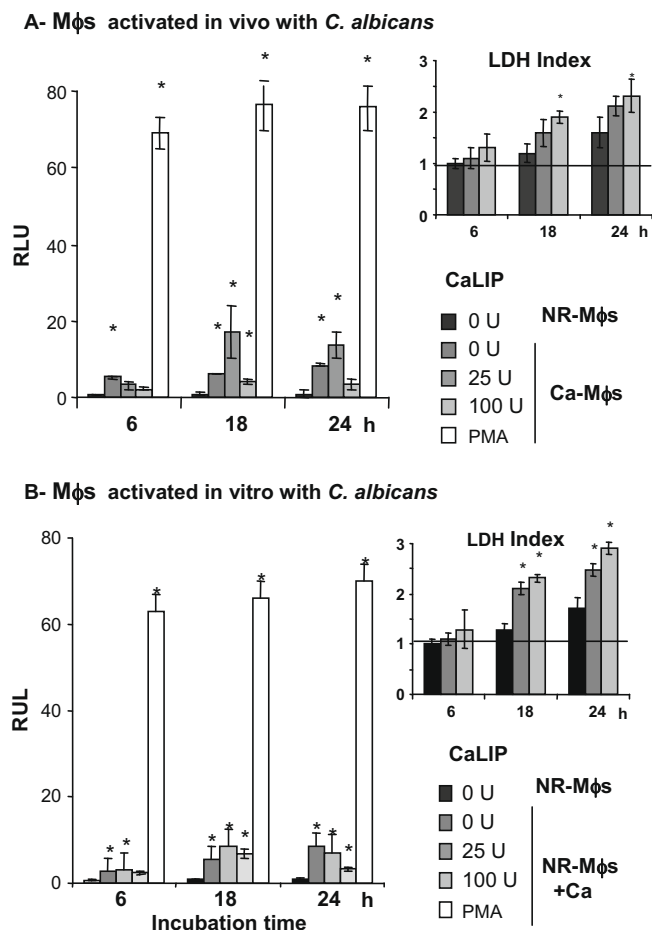 A- Mϕs activated in vivo with C. albicans
LDH Index
3
2
1
0
6 18 24 h
*
*
RLU
80
60
40
20
0
*
*
*
*
*
*
*
*
*
6 18 24 h
CaLIP
0 U NR-Mϕs
0 U
25 U
100 U
PMA
Ca-Mϕs
B- Mϕs activated in vitro with C. albicans
LDH Index
3
2
1
0
6 18 24 h
*
*
*
*
RUL
80
60
40
20
0
*
*
*
*
*
*
*
*
*
*
*
6 18 24 h
Incubation time
CaLIP
0 U NR-Mϕs
0 U
25 U
100 U
PMA
NR-Mϕs
+Ca